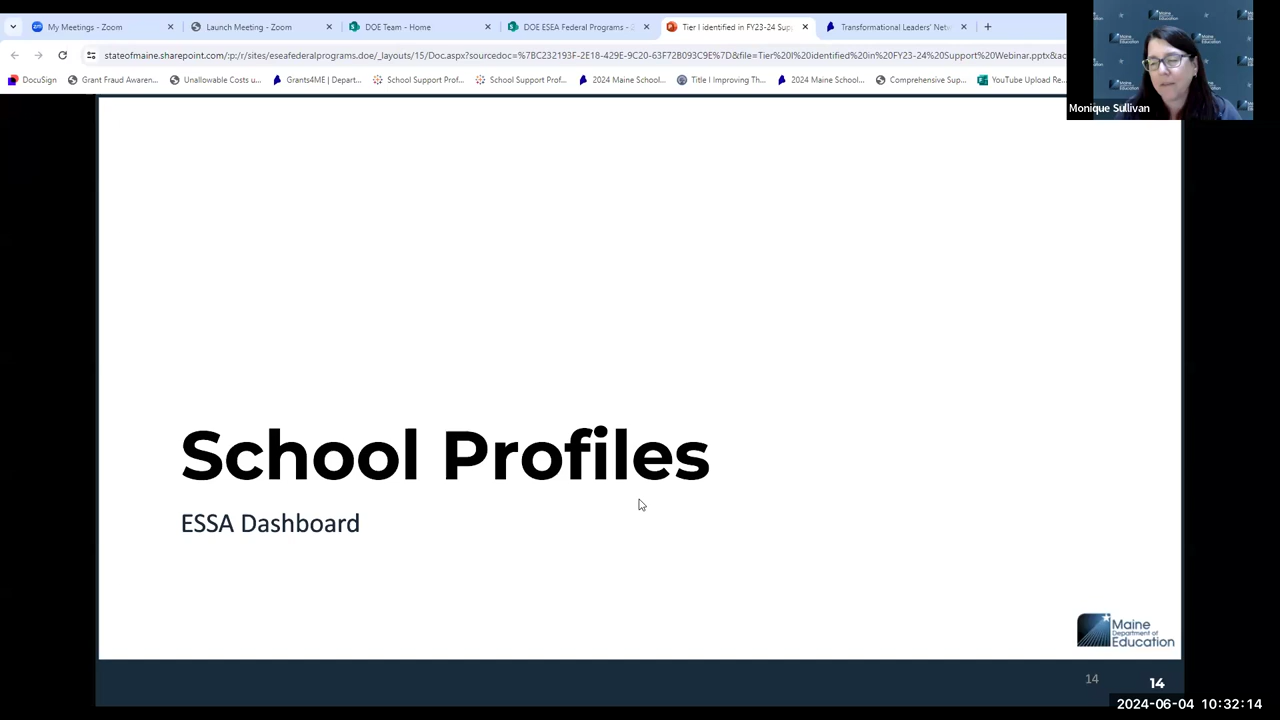 My Meetings - Zoom
Launch Meeting - Zoom
DOE Team - Home
DOE ESEA Federal Programs - 2
Tier I identified in FY23-24 Sup
Transformational Leaders' Net
stateofmaine.sharepoint.com/:p:/r/sites/eseafederalprograms.doe/_layouts/15/Doc.aspx?sourcedoc=%7BC232193F-2E18-429E-9C20-63F72B093C9E%7D&file=Tier%20I%20identified%20in%20FY23-24%20Support%20Webinar.pptx&ac
DocuSign
Grant Fraud Awaren...
Unallowable Costs u...
Grants4ME | Depart...
School Support Prof...
School Support Prof...
2024 Maine School...
Title I Improving Th...
2024 Maine School...
Comprehensive Sup...
YouTube Upload Re...
Monique Sullivan
School Profiles
ESSA Dashboard
Maine
Department of
Education
14
14
2024-06-04 10:32:14